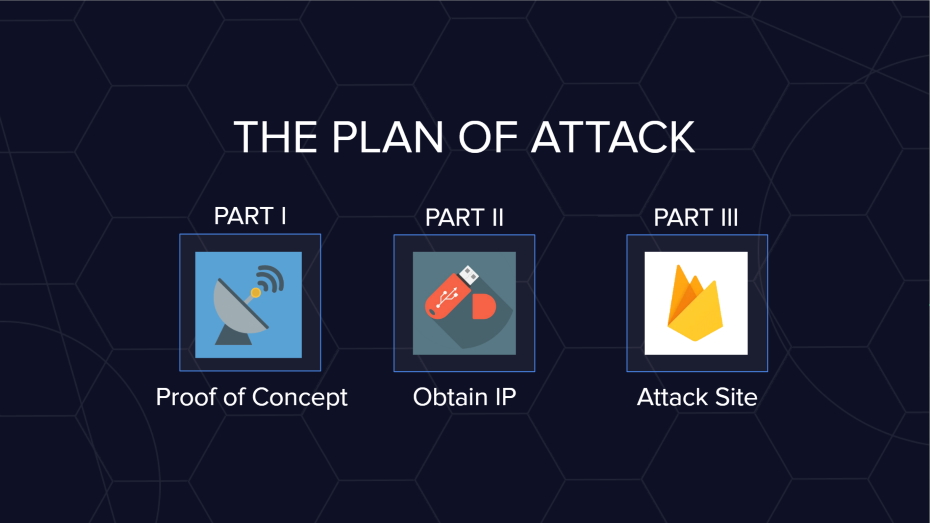 THE PLAN OF ATTACK
PART I
PART II
PART III
Proof of Concept
Obtain IP
Attack Site